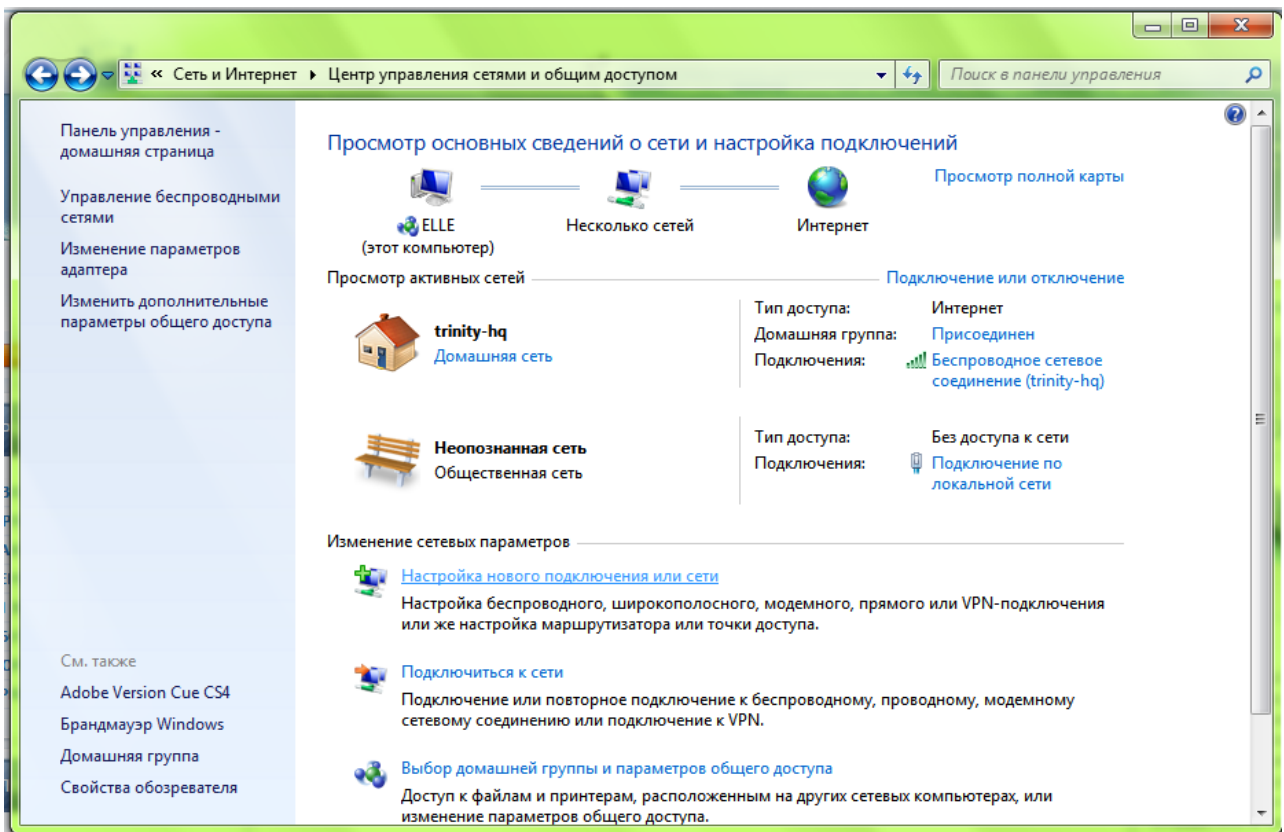 « Сеть и Интернет ▸ Центр управления сетями и общим доступом
Поиск в панели управления
Панель управления -
домашняя страница
Управление беспроводными
сетями
Изменение параметров
адаптера
Изменить дополнительные
параметры общего доступа
См. также
Adobe Version Cue CS4
Брандмауэр Windows
Домашняя группа
Свойства обозревателя
Просмотр основных сведений о сети и настройка подключений
ELLE
(этот компьютер)
Несколько сетей
Интернет
Просмотр полной карты
Просмотр активных сетей
Подключение или отключение
trinity-hq
Домашняя сеть
Тип доступа: Интернет
Домашняя группа: Присоединен
Подключения: Беспроводное сетевое
соединение (trinity-hq)
Неопознанная сеть
Общественная сеть
Тип доступа: Без доступа к сети
Подключения: Подключение по
локальной сети
Изменение сетевых параметров
Настройка нового подключения или сети
Настройка беспроводного, широкополосного, модемного, прямого или VPN-подключения
или же настройка маршрутизатора или точки доступа.
Подключиться к сети
Подключение или повторное подключение к беспроводному, проводному, модемному
сетевому соединению или подключение к VPN.
Выбор домашней группы и параметров общего доступа
Доступ к файлам и принтерам, расположенным на других сетевых компьютерах, или
изменение параметров общего доступа.